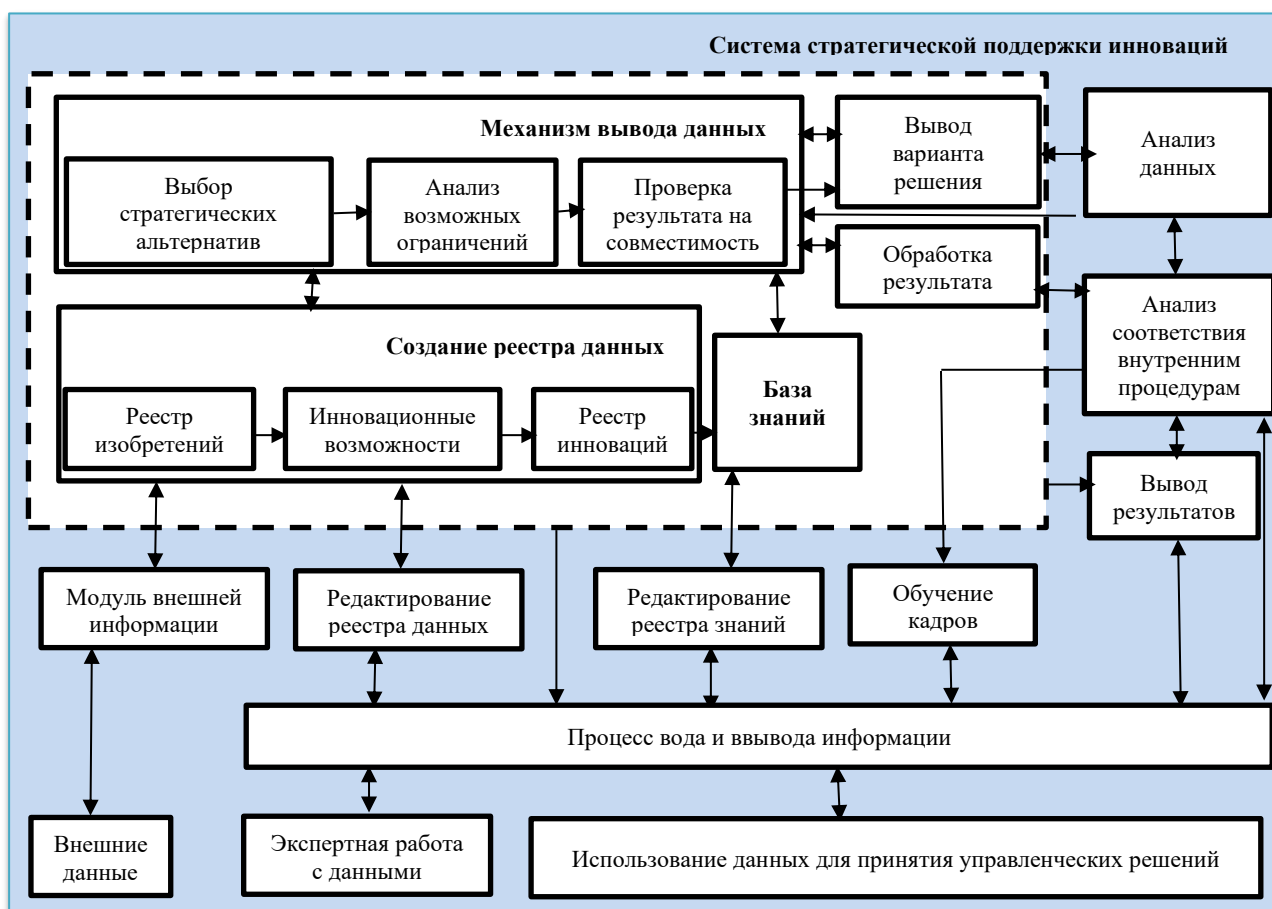 Система стратегической поддержки инноваций
Механизм вывода данных
Выбор
стратегических
альтернатив
Анализ
возможных
ограничений
Проверка
результата на
совместимость
Вывод
варианта
решения
Анализ
данных
Обработка
результата
Создание реестра данных
Реестр
изобретений
Инновационные
возможности
Реестр
инноваций
База
знаний
Анализ
соответствия
внутренним
процедурам
Вывод
результатов
Модуль внешней
информации
Редактирование
реестра данных
Редактирование
реестра знаний
Обучение
кадров
Процесс вода и ввывода информации
Внешние
данные
Экспертная работа
с данными
Использование данных для принятия управленческих решений